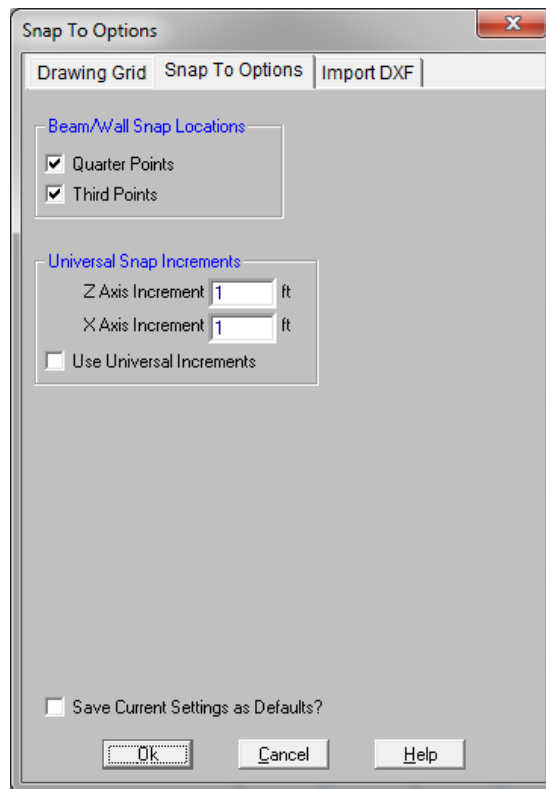 Snap To Options
Drawing Grid Snap To Options Import DXF
Beam/Wall Snap Locations
Quarter Points
Third Points
Universal Snap Increments
Z Axis Increment 1 ft
X Axis Increment 1 ft
Use Universal Increments
Save Current Settings as Defaults?
Ok Cancel Help